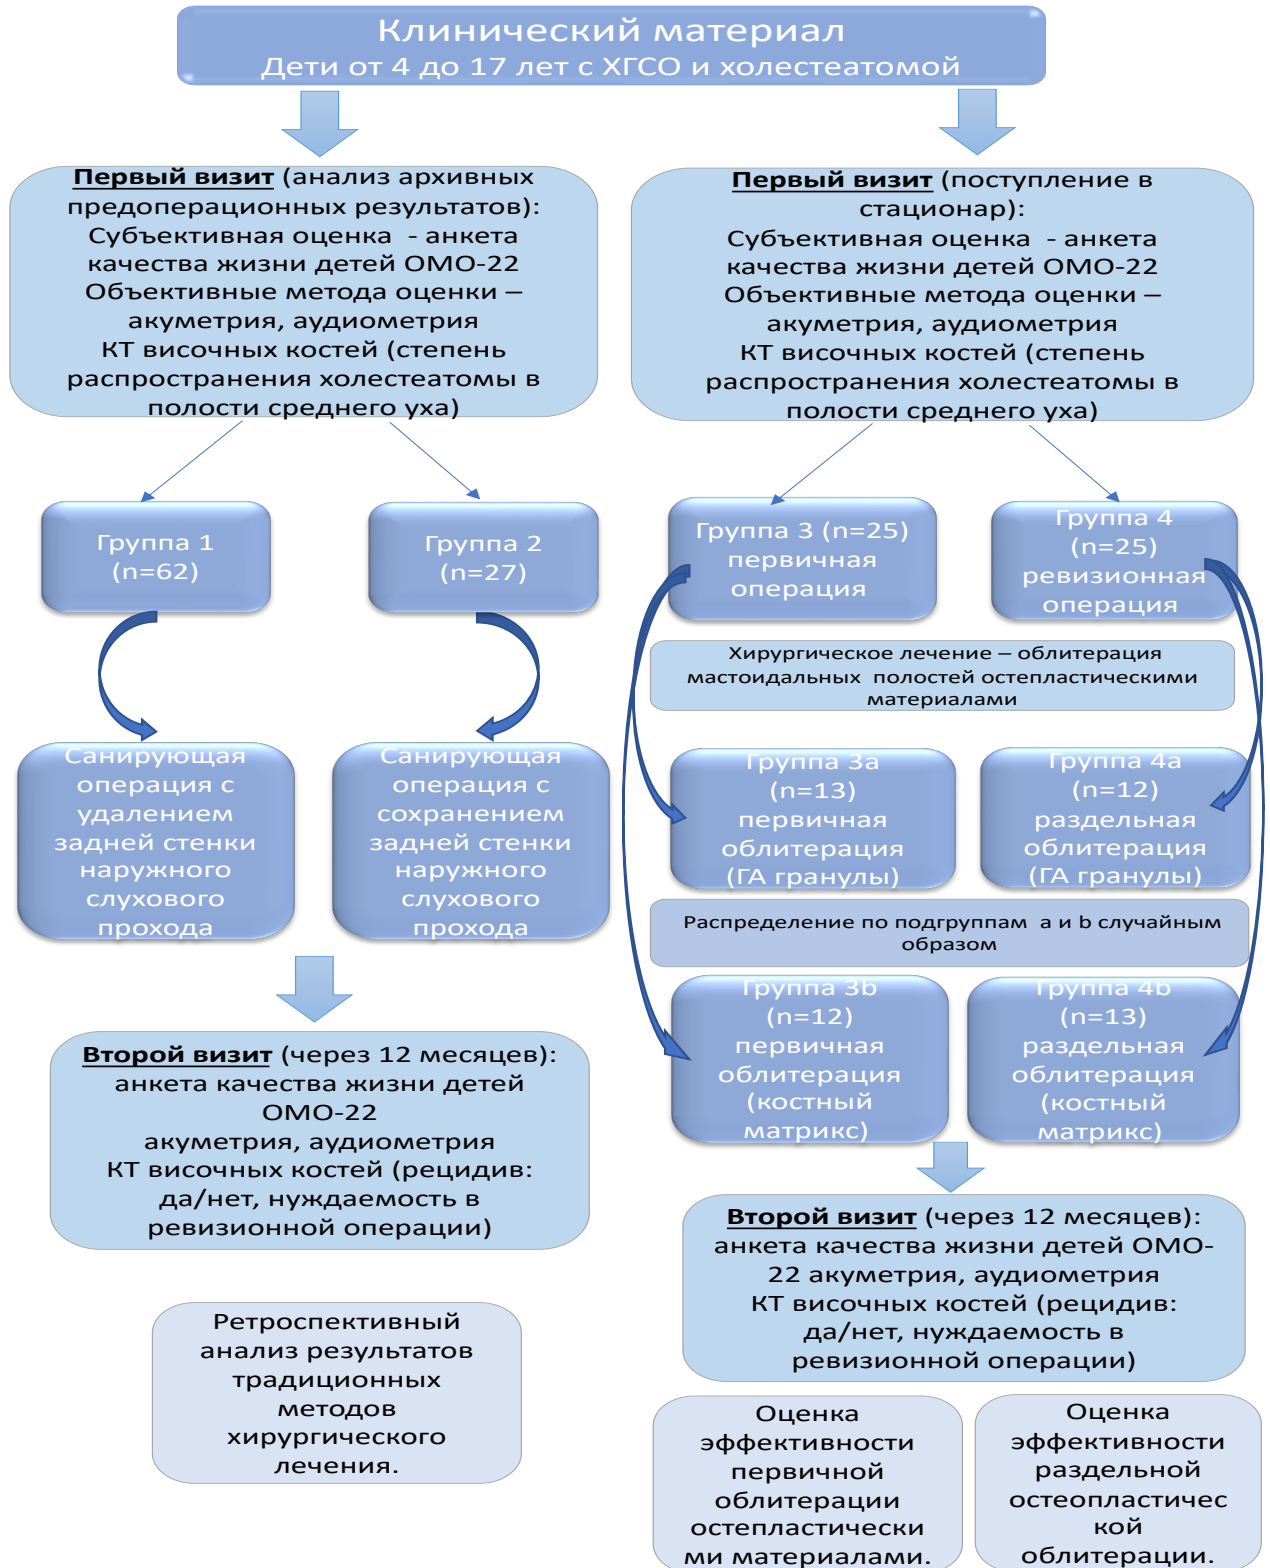 Клинический материал
Дети от 4 до 17 лет с ХГСО и холестеатомой
Первый визит (анализ архивных
предоперационных результатов):
Субъективная оценка - анкета
качества жизни детей ОМО-22
Объективные метода оценки –
акуметрия, аудиометрия
КТ височных костей (степень
распространения холестеатомы в
полости среднего уха)
Первый визит (поступление в
стационар):
Субъективная оценка - анкета
качества жизни детей ОМО-22
Объективные метода оценки –
акуметрия, аудиометрия
КТ височных костей (степень
распространения холестеатомы в
полости среднего уха)
Группа 1
(n=62)
Группа 2
(n=27)
Группа 3 (n=25)
первичная
операция
Группа 4
(n=25)
ревизионная
операция
Хирургическое лечение – облитерация
мастоидальных полостей остепластическими
материалами
Санирующая
операция с
удалением
задней стенки
наружного
слухового
прохода
Санирующая
операция с
сохранением
задней стенки
наружного
слухового
прохода
Группа 3а
(n=13)
первичная
облитерация
(ГА гранулы)
Группа 4а
(n=12)
раздельная
облитерация
(ГА гранулы)
Распределение по подгруппам а и b случайным
образом
Группа 3b
(n=12)
первичная
облитерация
(костный
матрикс)
Группа 4b
(n=13)
раздельная
облитерация
(костный
матрикс)
Второй визит (через 12 месяцев):
анкета качества жизни детей
ОМО-22
акуметрия, аудиометрия
КТ височных костей (рецидив:
да/нет, нуждаемость в
ревизионной операции)
Второй визит (через 12 месяцев):
анкета качества жизни детей ОМО-
22 акуметрия, аудиометрия
КТ височных костей (рецидив:
да/нет, нуждаемость в
ревизионной операции)
Ретроспективный
анализ результатов
традиционных
методов
хирургического
лечения.
Оценка
эффективности
первичной
облитерации
остепластически
ми материалами.
Оценка
эффективности
раздельной
остеопластичес
кой
облитерации.